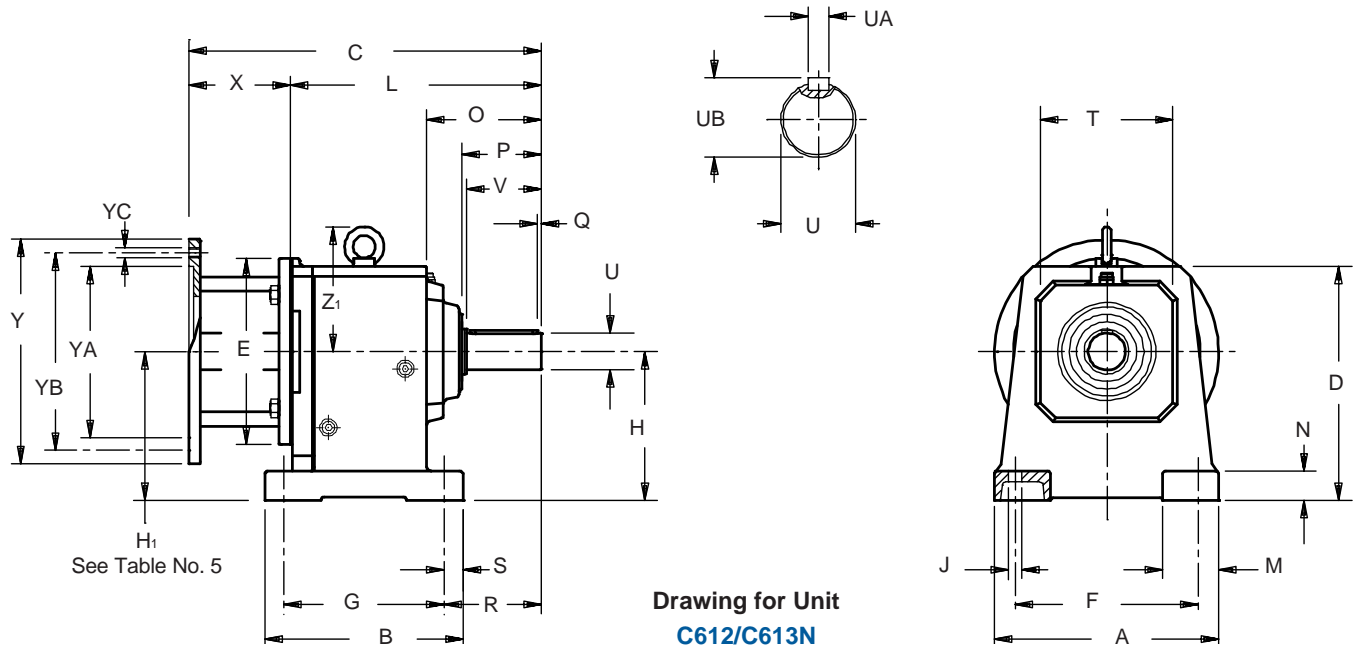 UA
C
X
L
O
UB
T
P
V
YC
Q
U
U
Z1
Y
YA
E
YB
D
H
N
H1
See Table No. 5
S
J
M
G
R
F
B
A
Drawing for Unit
C612/C613N